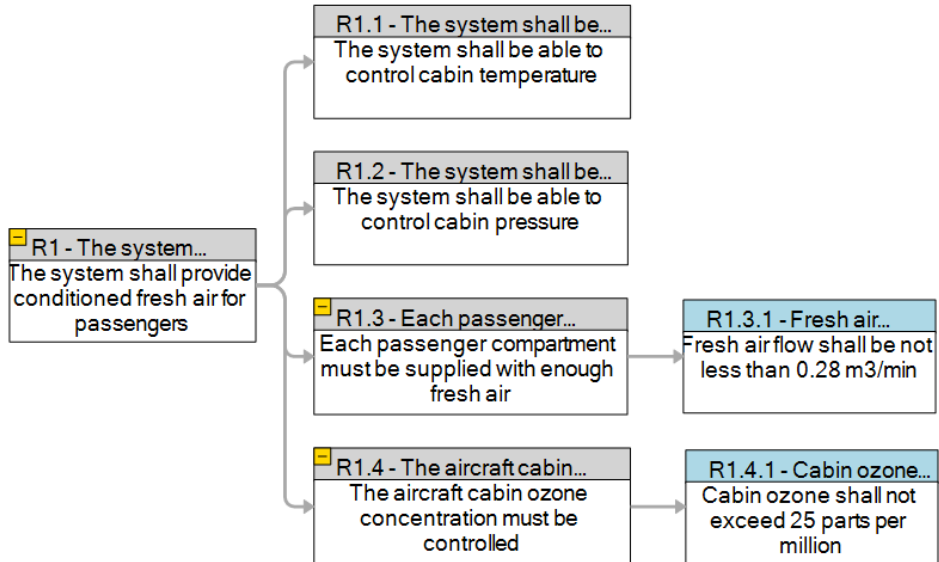 R1.1 - The system shall be...
The system shall be able to
control cabin temperature
R1.2 - The system shall be...
The system shall be able to
control cabin pressure
R1 - The system...
The system shall provide
conditioned fresh air for
passengers
R1.3 - Each passenger...
Each passenger compartment
must be supplied with enough
fresh air
R1.3.1 - Fresh air...
Fresh air flow shall be not
less than 0.28 m3/min
R1.4 - The aircraft cabin...
The aircraft cabin ozone
concentration must be
controlled
R1.4.1 - Cabin ozone...
Cabin ozone shall not
exceed 25 parts per
million